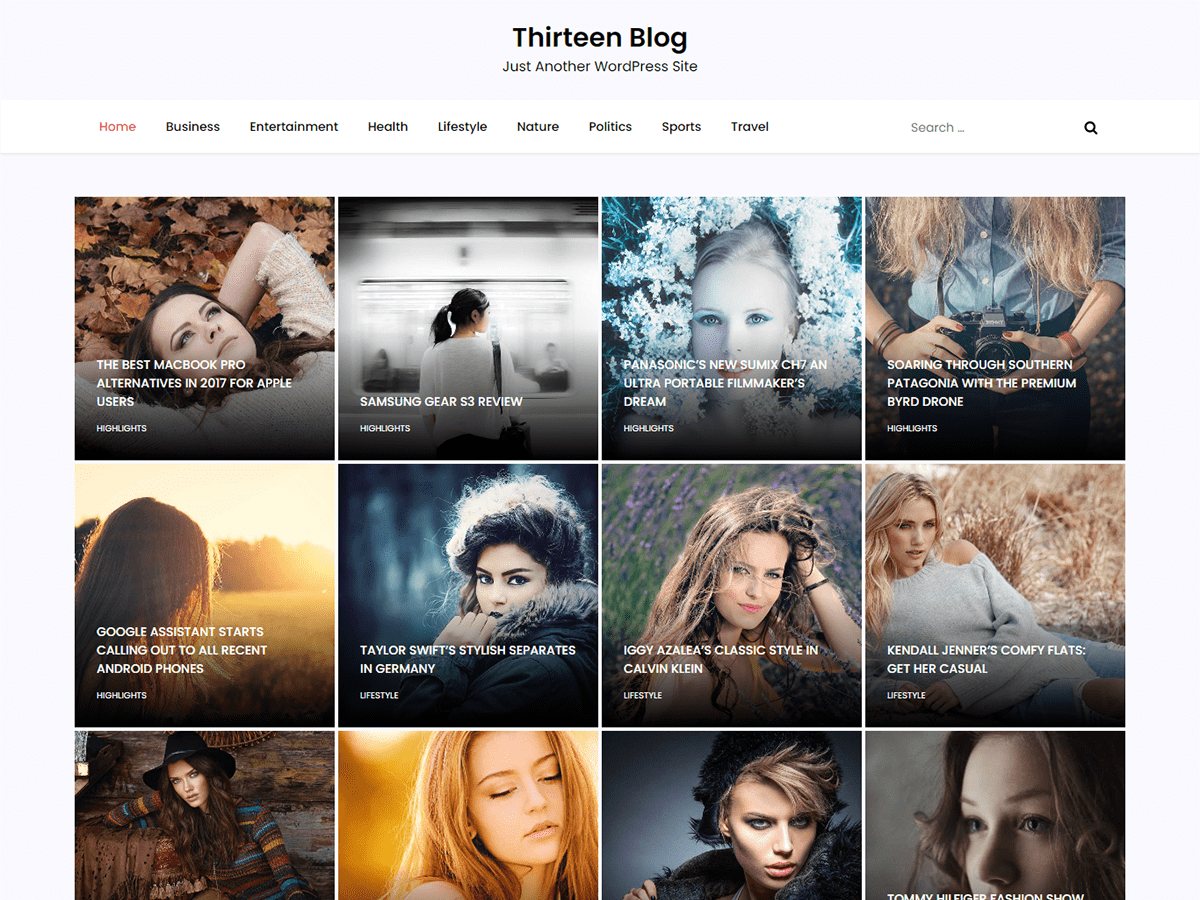 Thirteen Blog
Just Another WordPress Site
Home Business Entertainment Health Lifestyle Nature Politics Sports Travel Search ...
THE BEST MACBOOK PRO
ALTERNATIVES IN 2017 FOR APPLE
USERS
HIGHLIGHTS
SAMSUNG GEAR S3 REVIEW
HIGHLIGHTS
PANASONIC’S NEW SUMIX CH7 AN
ULTRA PORTABLE FILMMAKER’S
DREAM
HIGHLIGHTS
SOARING THROUGH SOUTHERN
PATAGONIA WITH THE PREMIUM
BYRD DRONE
HIGHLIGHTS
GOOGLE ASSISTANT STARTS
CALLING OUT TO ALL RECENT
ANDROID PHONES
HIGHLIGHTS
TAYLOR SWIFT’S STYLISH SEPARATES
IN GERMANY
LIFESTYLE
IGGY AZALEA’S CLASSIC STYLE IN
CALVIN KLEIN
LIFESTYLE
KENDALL JENNER’S COMFY FLATS:
GET HER CASUAL
LIFESTYLE
TOMMY HILFIGER FASHION SHOW